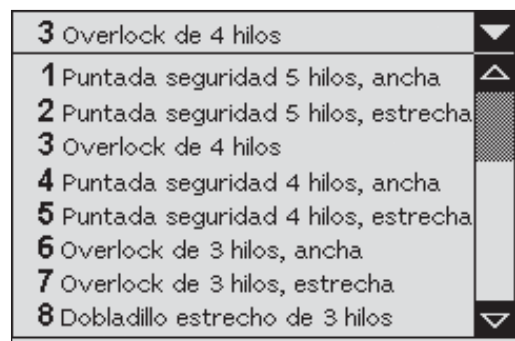 3 Overlock de 4 hilos
1 Puntada seguridad 5 hilos, ancha
2 Puntada seguridad 5 hilos, estrecha
3 Overlock de 4 hilos
4 Puntada seguridad 4 hilos, ancha
5 Puntada seguridad 4 hilos, estrecha
6 Overlock de 3 hilos, ancha
7 Overlock de 3 hilos, estrecha
8 Dobladillo estrecho de 3 hilos